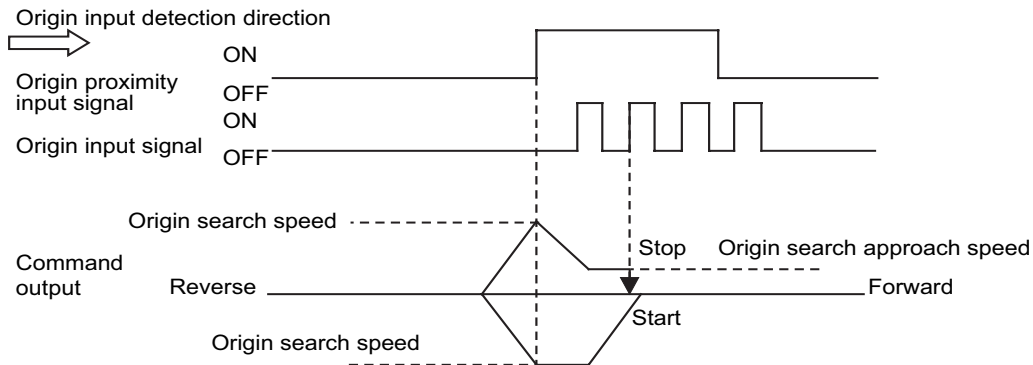 Origin input detection direction
ON
Origin proximity
input signal
OFF
ON
Origin input signal
OFF
Origin search speed
Stop
Origin search approach speed
Command
output
Reverse
Forward
Start
Origin search speed